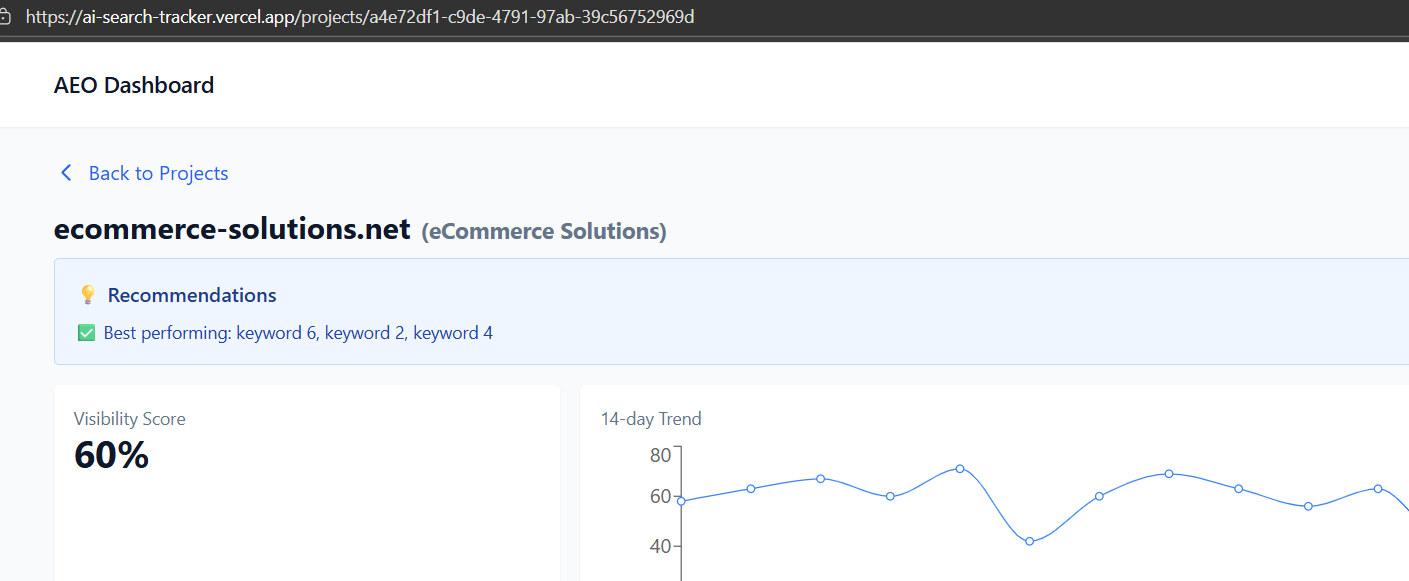 https://ai-search-tracker.vercel.app/projects/a4e72df1-c9de-4791-97ab-39c56752969d
AEO Dashboard
Back to Projects
ecommerce-solutions.net (eCommerce Solutions)
💡 Recommendations
✅ Best performing: keyword 6, keyword 2, keyword 4
Visibility Score
60%
14-day Trend
80
60
40